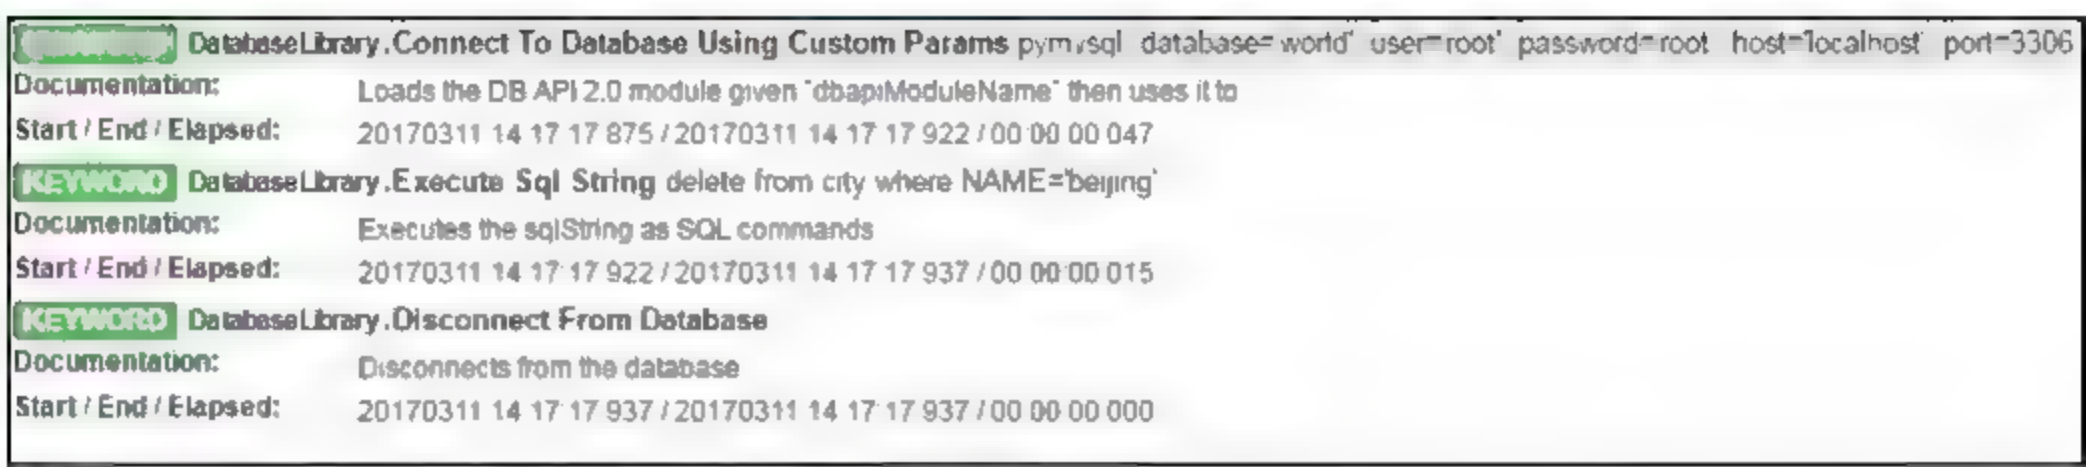 DatabaseLibrary.Connect To Database Using Custom Params pymysql database='world' user='root' password='root' host='localhost' port=3306
Documentation: Loads the DB API 2.0 module given `dbapiModuleName` then uses it to
Start / End / Elapsed: 20170311 14 17 17 875 / 20170311 14 17 17 922 / 00 00 00 047
KEYWORD DatabaseLibrary.Execute Sql String delete from city where NAME='beijing'
Documentation: Executes the sqlString as SQL commands
Start / End / Elapsed: 20170311 14 17 17 922 / 20170311 14 17 17 937 / 00 00 00 015
KEYWORD DatabaseLibrary.Disconnect From Database
Documentation: Disconnects from the database
Start / End / Elapsed: 20170311 14 17 17 937 / 20170311 14 17 17 937 / 00 00 00 000